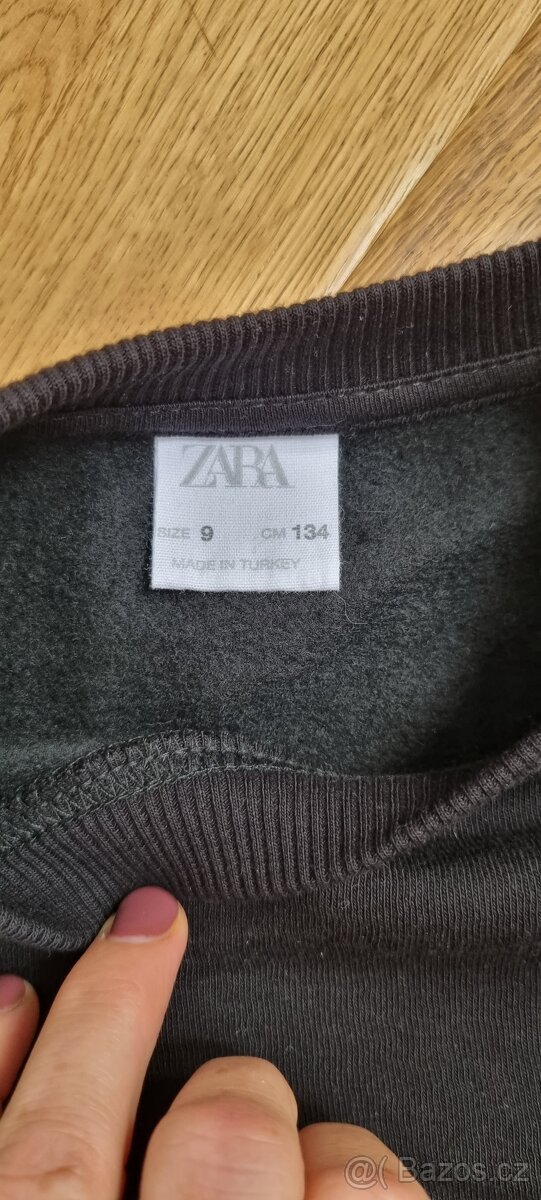 ZARA
SIZE 9 CM 134
MADE IN TURKEY
@( Bazos.cz